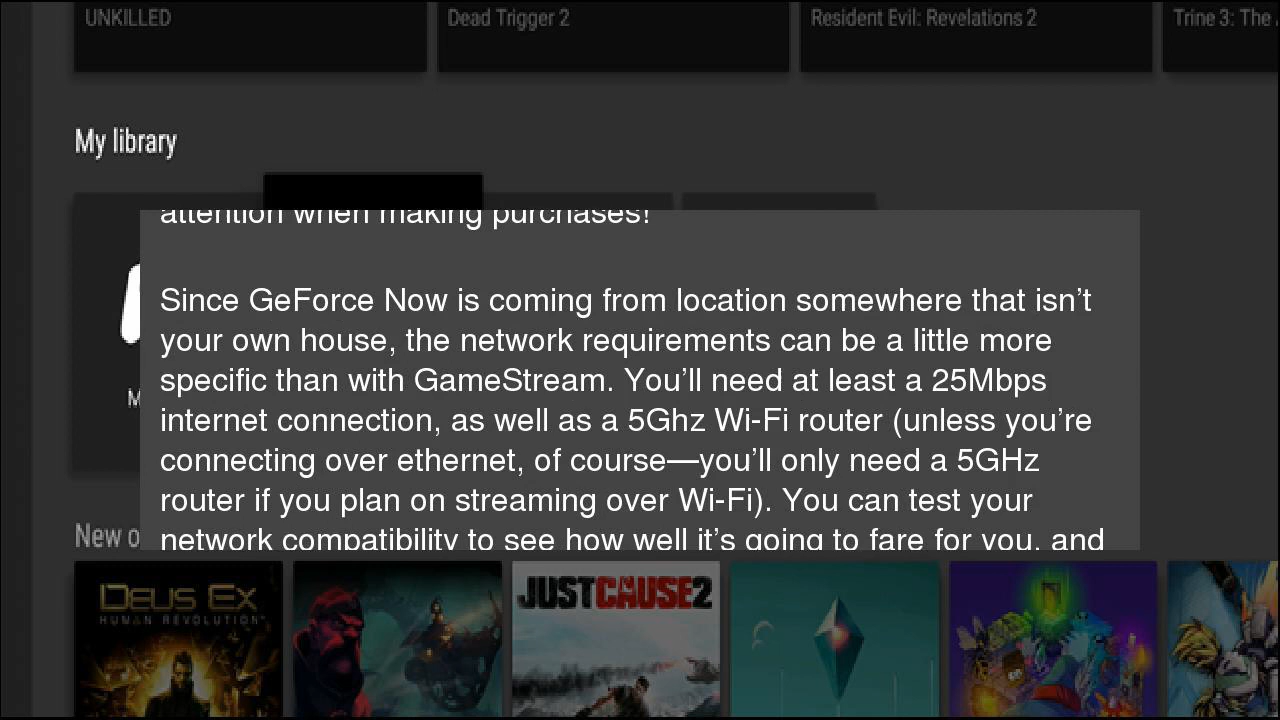 UNKILLED
Dead Trigger 2
Resident Evil: Revelations 2
Trine 3: The
My library
attention when making purchases!
Since GeForce Now is coming from location somewhere that isn’t
your own house, the network requirements can be a little more
specific than with GameStream. You’ll need at least a 25Mbps
internet connection, as well as a 5Ghz Wi-Fi router (unless you’re
connecting over ethernet, of course—you’ll only need a 5GHz
router if you plan on streaming over Wi-Fi). You can test your
network compatibility to see how well it’s going to fare for you, and
New
DEUS EX
HUMAN REVOLUTION
JUST CAUSE 2